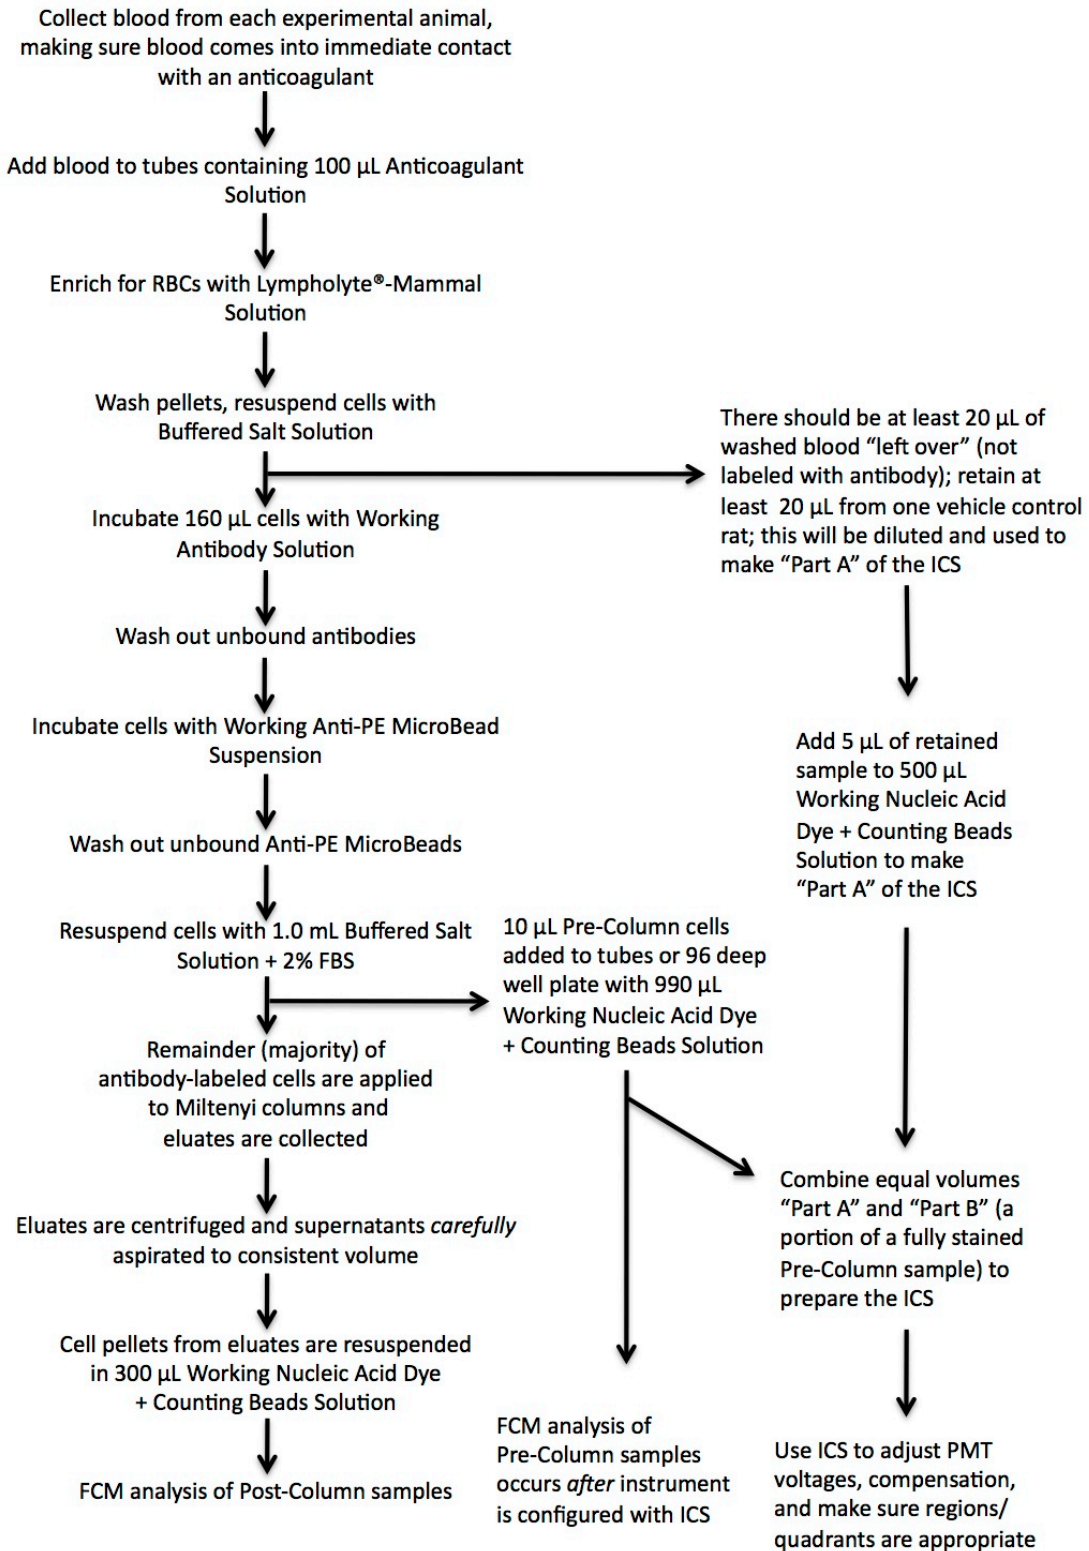 Collect blood from each experimental animal,
making sure blood comes into immediate contact
with an anticoagulant
Add blood to tubes containing 100 µL Anticoagulant
Solution
Enrich for RBCs with Lympholyte®-Mammal
Solution
Wash pellets, resuspend cells with
Buffered Salt Solution
There should be at least 20 µL of
washed blood “left over” (not
labeled with antibody); retain at
least 20 µL from one vehicle control
rat; this will be diluted and used to
make “Part A” of the ICS
Incubate 160 µL cells with Working
Antibody Solution
Wash out unbound antibodies
Incubate cells with Working Anti-PE MicroBead
Suspension
Add 5 µL of retained
sample to 500 µL
Working Nucleic Acid
Dye + Counting Beads
Solution to make
“Part A” of the ICS
Wash out unbound Anti-PE MicroBeads
Resuspend cells with 1.0 mL Buffered Salt
Solution + 2% FBS
10 µL Pre-Column cells
added to tubes or 96 deep
well plate with 990 µL
Working Nucleic Acid Dye
+ Counting Beads Solution
Remainder (majority) of
antibody-labeled cells are applied
to Miltenyi columns and
eluates are collected
Combine equal volumes
“Part A” and “Part B” (a
portion of a fully stained
Pre-Column sample) to
prepare the ICS
Eluates are centrifuged and supernatants carefully
aspirated to consistent volume
Cell pellets from eluates are resuspended
in 300 µL Working Nucleic Acid Dye
+ Counting Beads Solution
FCM analysis of Post-Column samples
FCM analysis of
Pre-Column samples
occurs after instrument
is configured with ICS
Use ICS to adjust PMT
voltages, compensation,
and make sure regions/
quadrants are appropriate